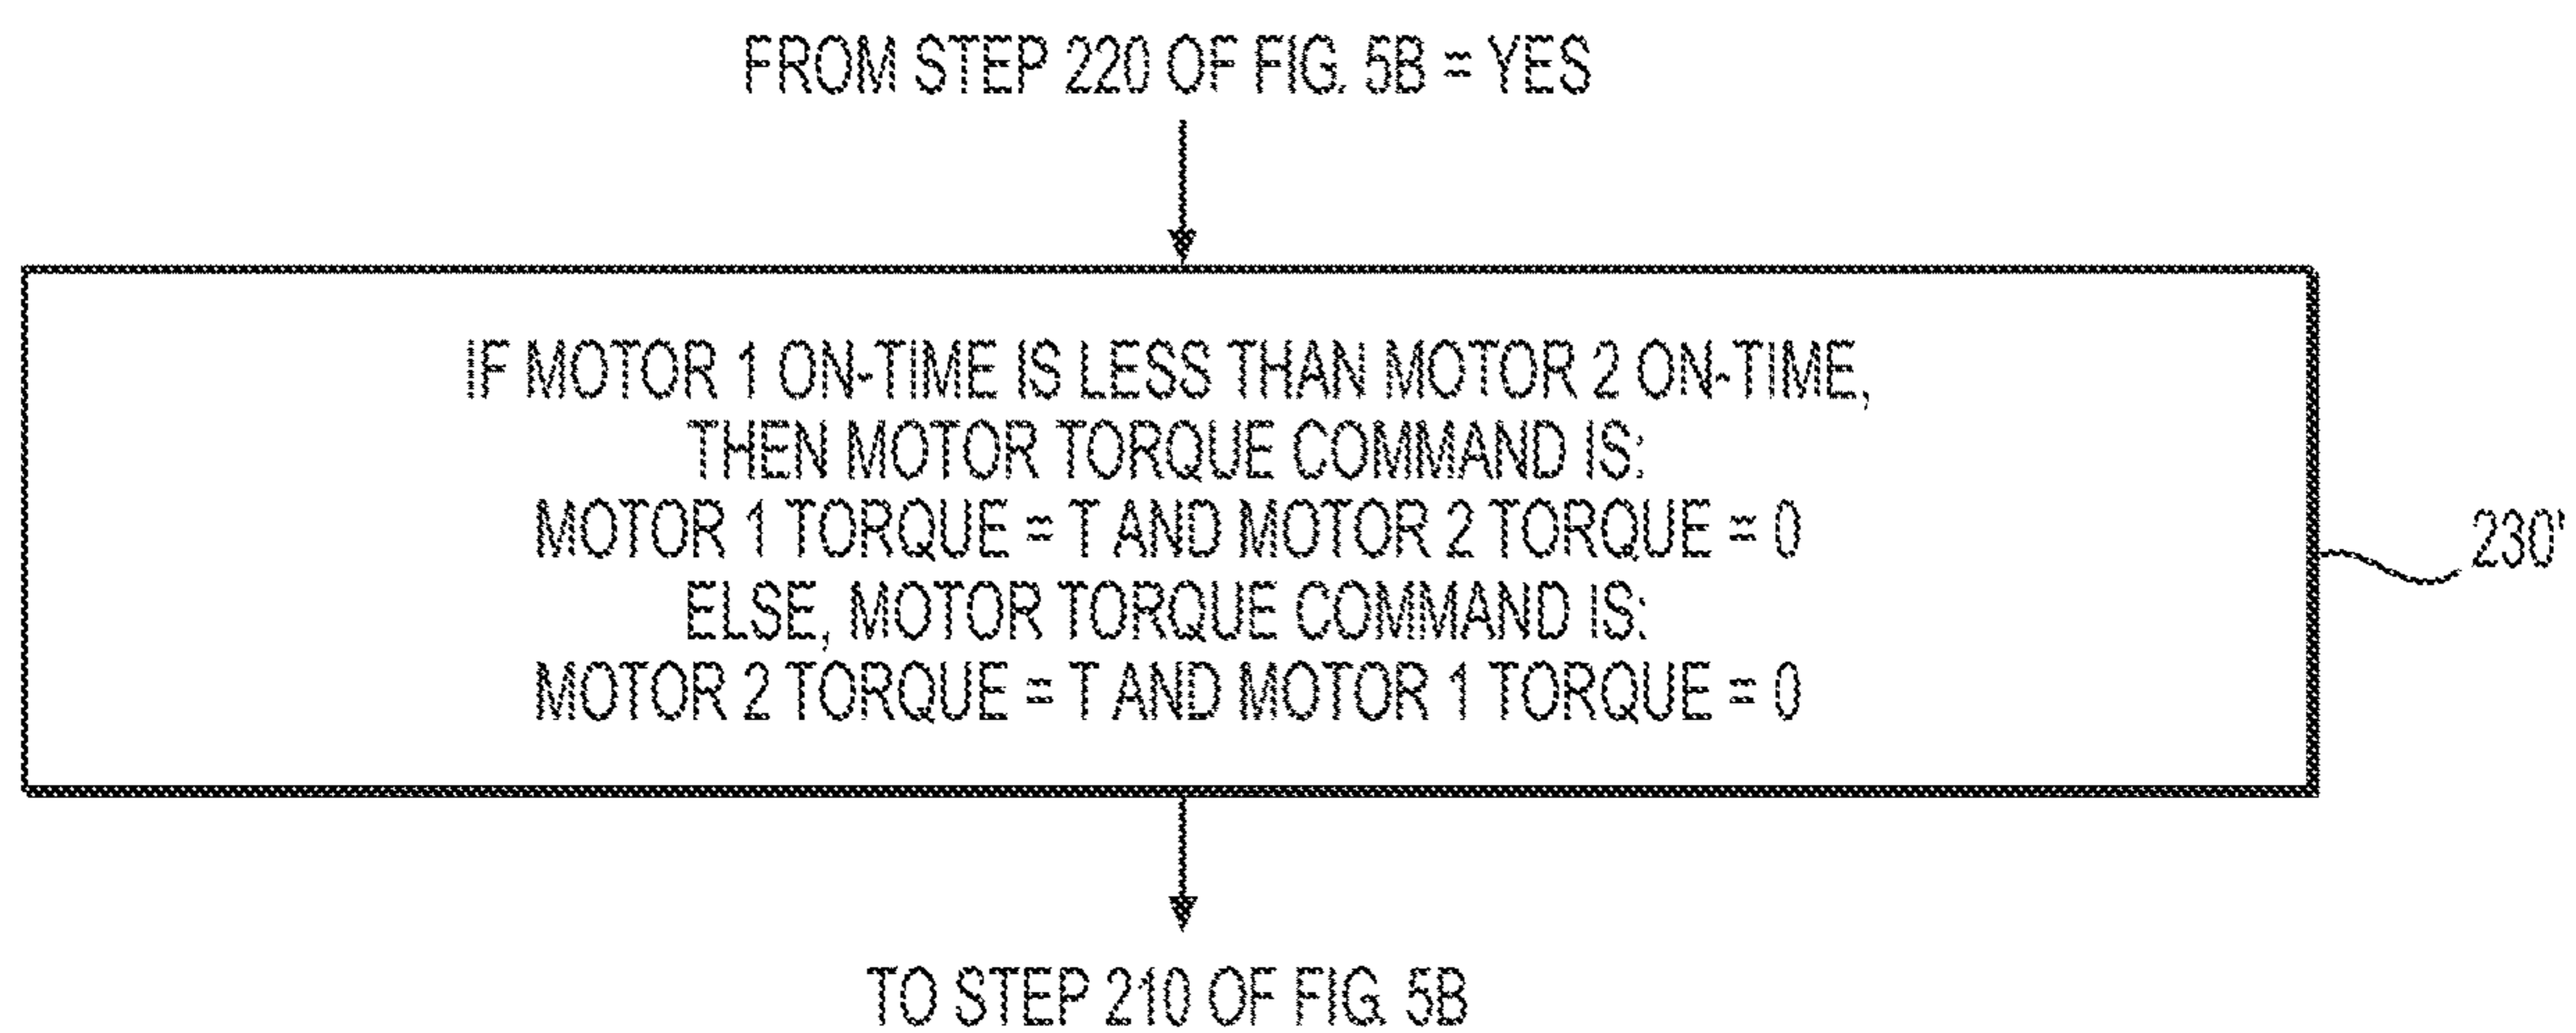 FROM STEP 220 OF FIG. 5B = YES
IF MOTOR 1 ON-TIME IS LESS THAN MOTOR 2 ON-TIME,
THEN MOTOR TORQUE COMMAND IS:
MOTOR 1 TORQUE = T AND MOTOR 2 TORQUE = 0
ELSE, MOTOR TORQUE COMMAND IS:
MOTOR 2 TORQUE = T AND MOTOR 1 TORQUE = 0
230'
TO STEP 210 OF FIG. 5B